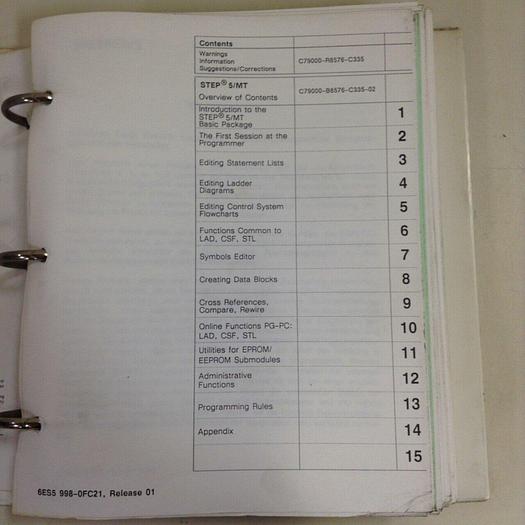 Contents
Warnings
Information
Suggestions/Corrections
C79000-R8576-C335
STEP® 5/MT
Overview of Contents
C79000-B8576-C335-02
Introduction to the
STEP® 5/MT
Basic Package
1
The First Session at the
Programmer
2
Editing Statement Lists
3
Editing Ladder
Diagrams
4
Editing Control System
Flowcharts
5
Functions Common to
LAD, CSF, STL
6
Symbols Editor
7
Creating Data Blocks
8
Cross References,
Compare, Rewire
9
Online Functions PG-PC:
LAD, CSF, STL
10
Utilities for EPROM/
EEPROM Submodules
11
Administrative
Functions
12
Programming Rules
13
Appendix
14
15
6ES5 998-0FC21, Release 01